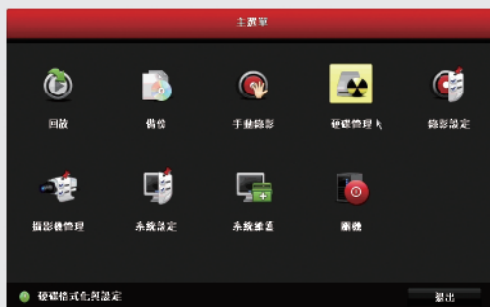 主選單
回放 備份 手動錄影 硬碟管理 錄影設定
攝影機管理 系統設定 系統維護 關機
硬碟格式化與設定 退出